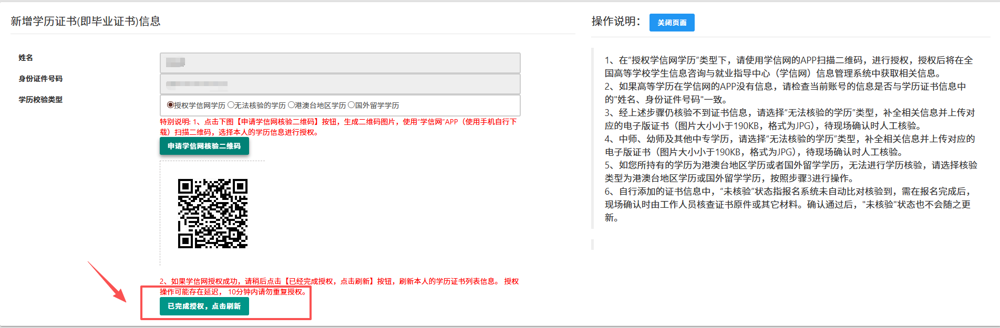 新增学历证书(即毕业证书)信息
姓名
身份证件号码
学历校验类型
授权学信网学历 无法核验的学历 港澳台地区学历 国外留学学历
特别说明: 1、点击下图【申请学信网核验二维码】按钮，生成二维码图片，使用“学信网”APP（使用手机自行下
载）扫描二维码，选择本人的学历信息进行授权。
申请学信网核验二维码
2、如果学信网授权成功，请稍后点击【已经完成授权，点击刷新】按钮，刷新本人的学历证书列表信息。 授权
操作可能存在延迟， 10分钟内请勿重复授权。
已完成授权，点击刷新
操作说明： 关闭页面
1、在“授权学信网学历”类型下，请使用学信网的APP扫描二维码，进行授权，授权后将在全
国高等学校学生信息咨询与就业指导中心（学信网）信息管理系统中获取相关信息。
2、如果高等学历在学信网的APP没有信息，请检查当前账号的信息是否与学历证书信息中
的"姓名、身份证件号码"一致。
3、经上述步骤仍核验不到证书信息，请选择“无法核验的学历”类型，补全相关信息并上传对
应的电子版证书（图片大小小于190KB，格式为JPG），待现场确认时人工核验。
4、中师、幼师及其他中专学历，请选择“无法核验的学历”类型，补全相关信息并上传对应的
电子版证书（图片大小小于190KB，格式为JPG），待现场确认时人工核验。
5、如您所持有的学历为港澳台地区学历或者国外留学学历，无法进行学历核验，请选择核验
类型为港澳台地区学历或国外留学学历，按照步骤3进行操作。
6、自行添加的证书信息中，“未核验”状态指报名系统未自动比对核验到，需在报名完成后，
现场确认时由工作人员核查证书原件或其它材料。确认通过后，"未核验"状态也不会随之更
新。